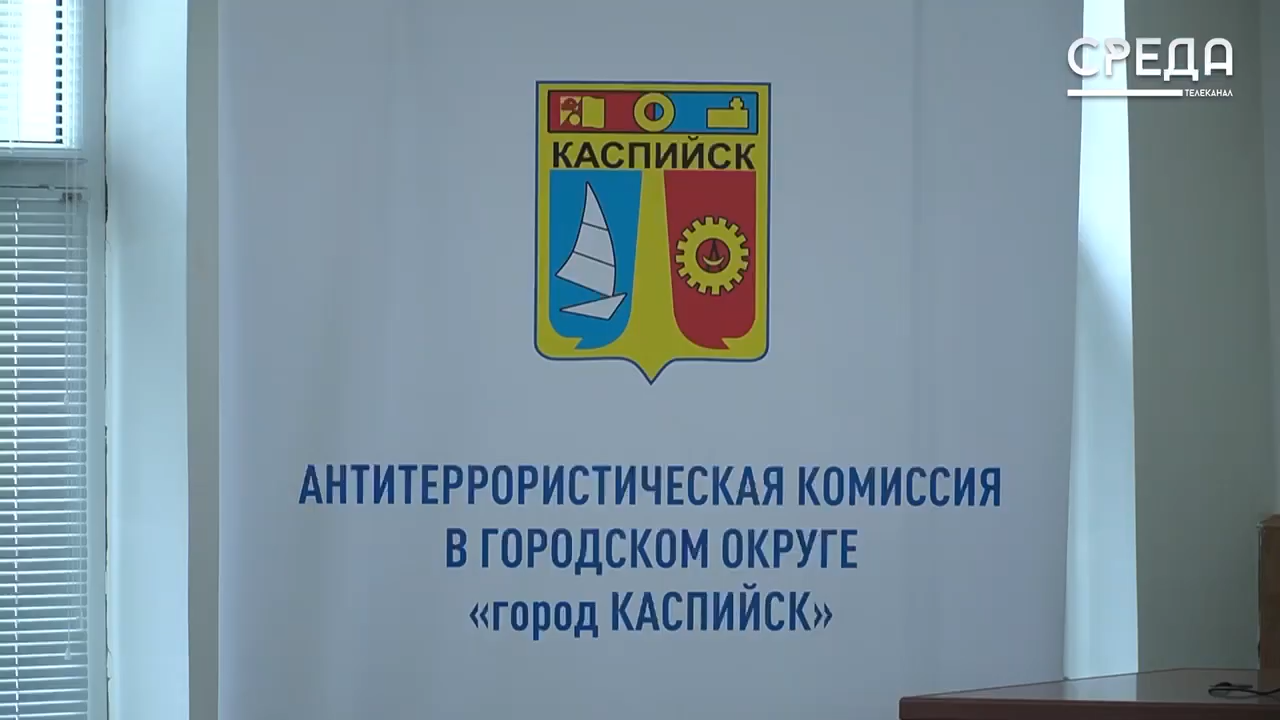 СРЕДА
ТЕЛЕКАНАЛ
КАСПИЙСК
АНТИТЕРРОРИСТИЧЕСКАЯ КОМИССИЯ
В ГОРОДСКОМ ОКРУГЕ
«город КАСПИЙСК»